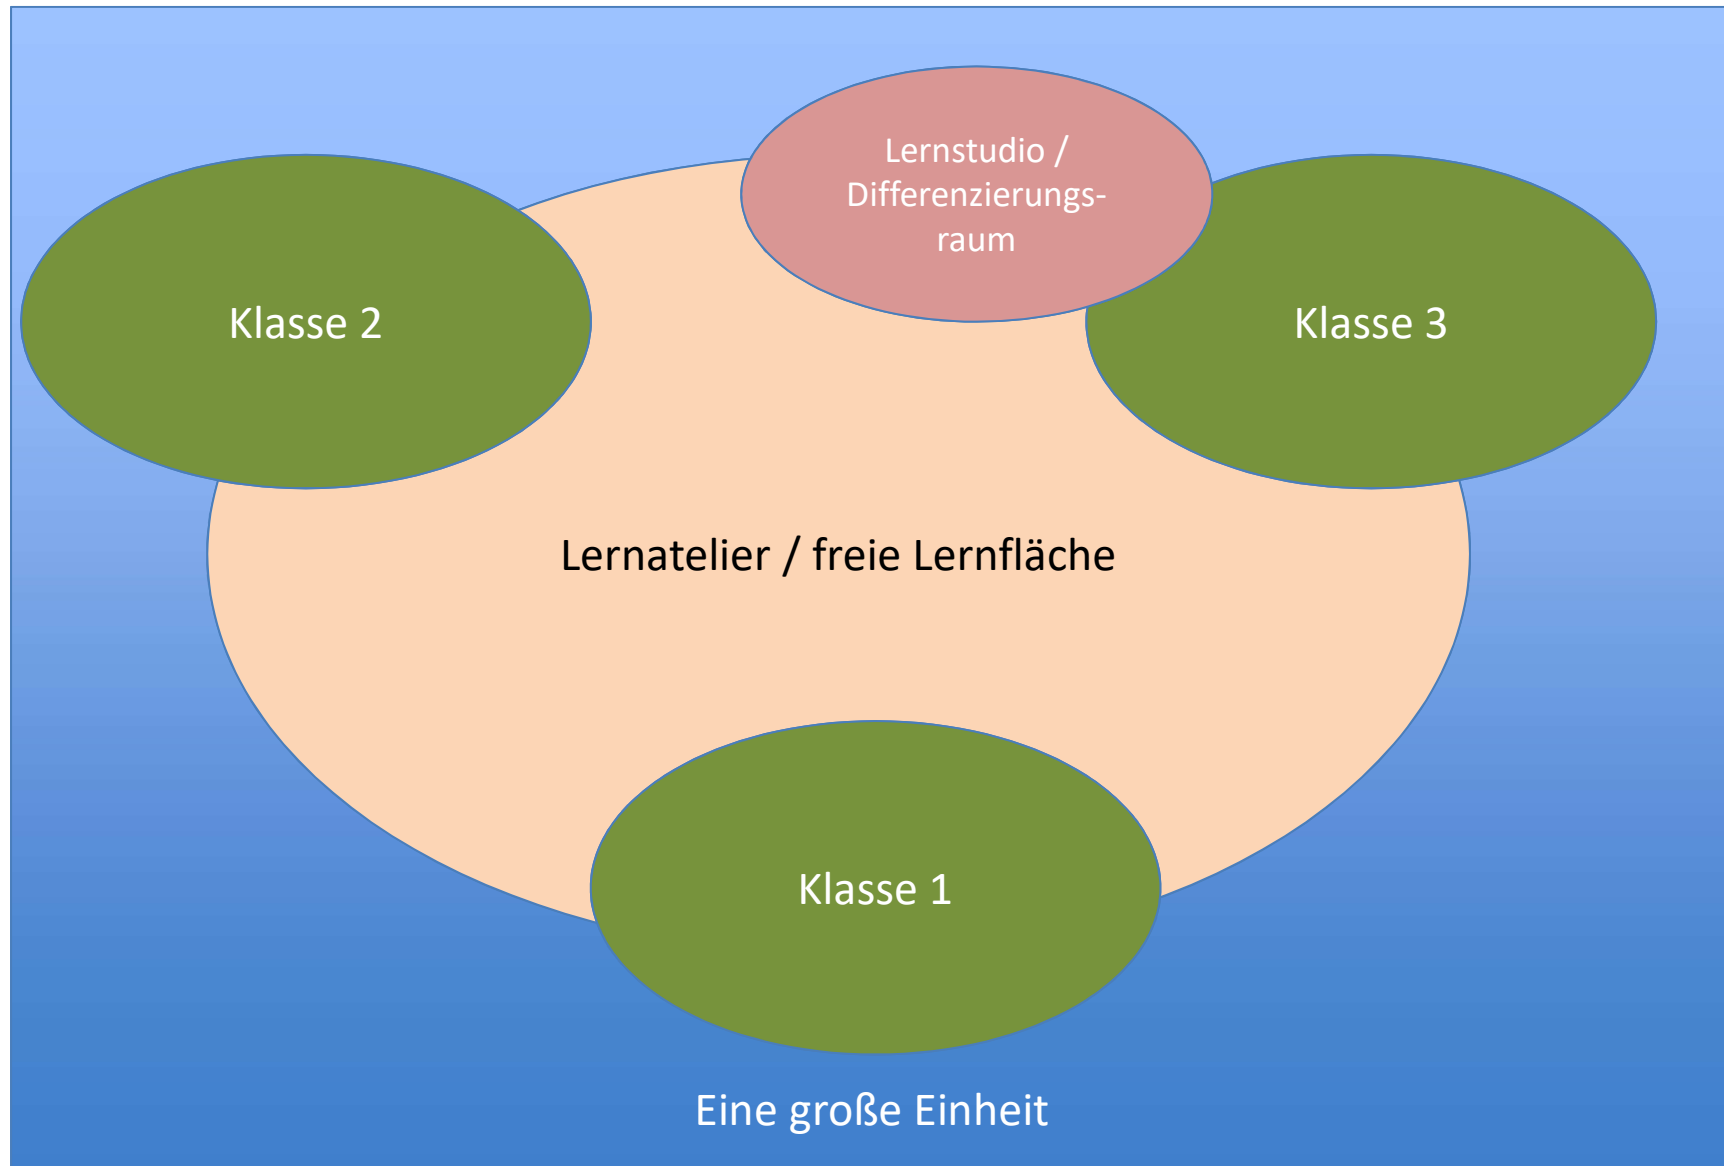 Lernstudio /
Differenzierungs-
raum
Klasse 2
Klasse 3
Lernatelier / freie Lernfläche
Klasse 1
Eine große Einheit